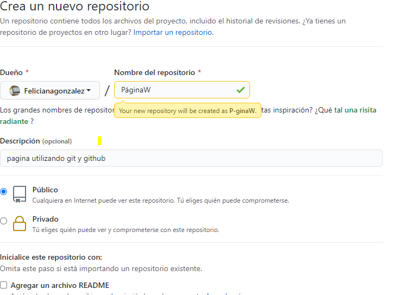 Crea un nuevo repositorio
Un repositorio contiene todos los archivos del proyecto, incluido el historial de revisiones. ¿Ya tienes un
repositorio de proyectos en otro lugar? Importar un repositorio.
Dueño * Nombre del repositorio *
Felicianagonzalez / PáginaW
Your new repository will be created as P-ginaW.
Los grandes nombres de repositor tas inspiración? ¿Qué tal una risita
radiante ?
Descripción (opcional)
pagina utilizando git y github
Público
Cualquiera en Internet puede ver este repositorio. Tú eliges quién puede comprometerse.
Privado
Tú eliges quién puede ver y comprometerse con este repositorio.
Inicialice este repositorio con:
Omita este paso si está importando un repositorio existente.
Agregar un archivo README